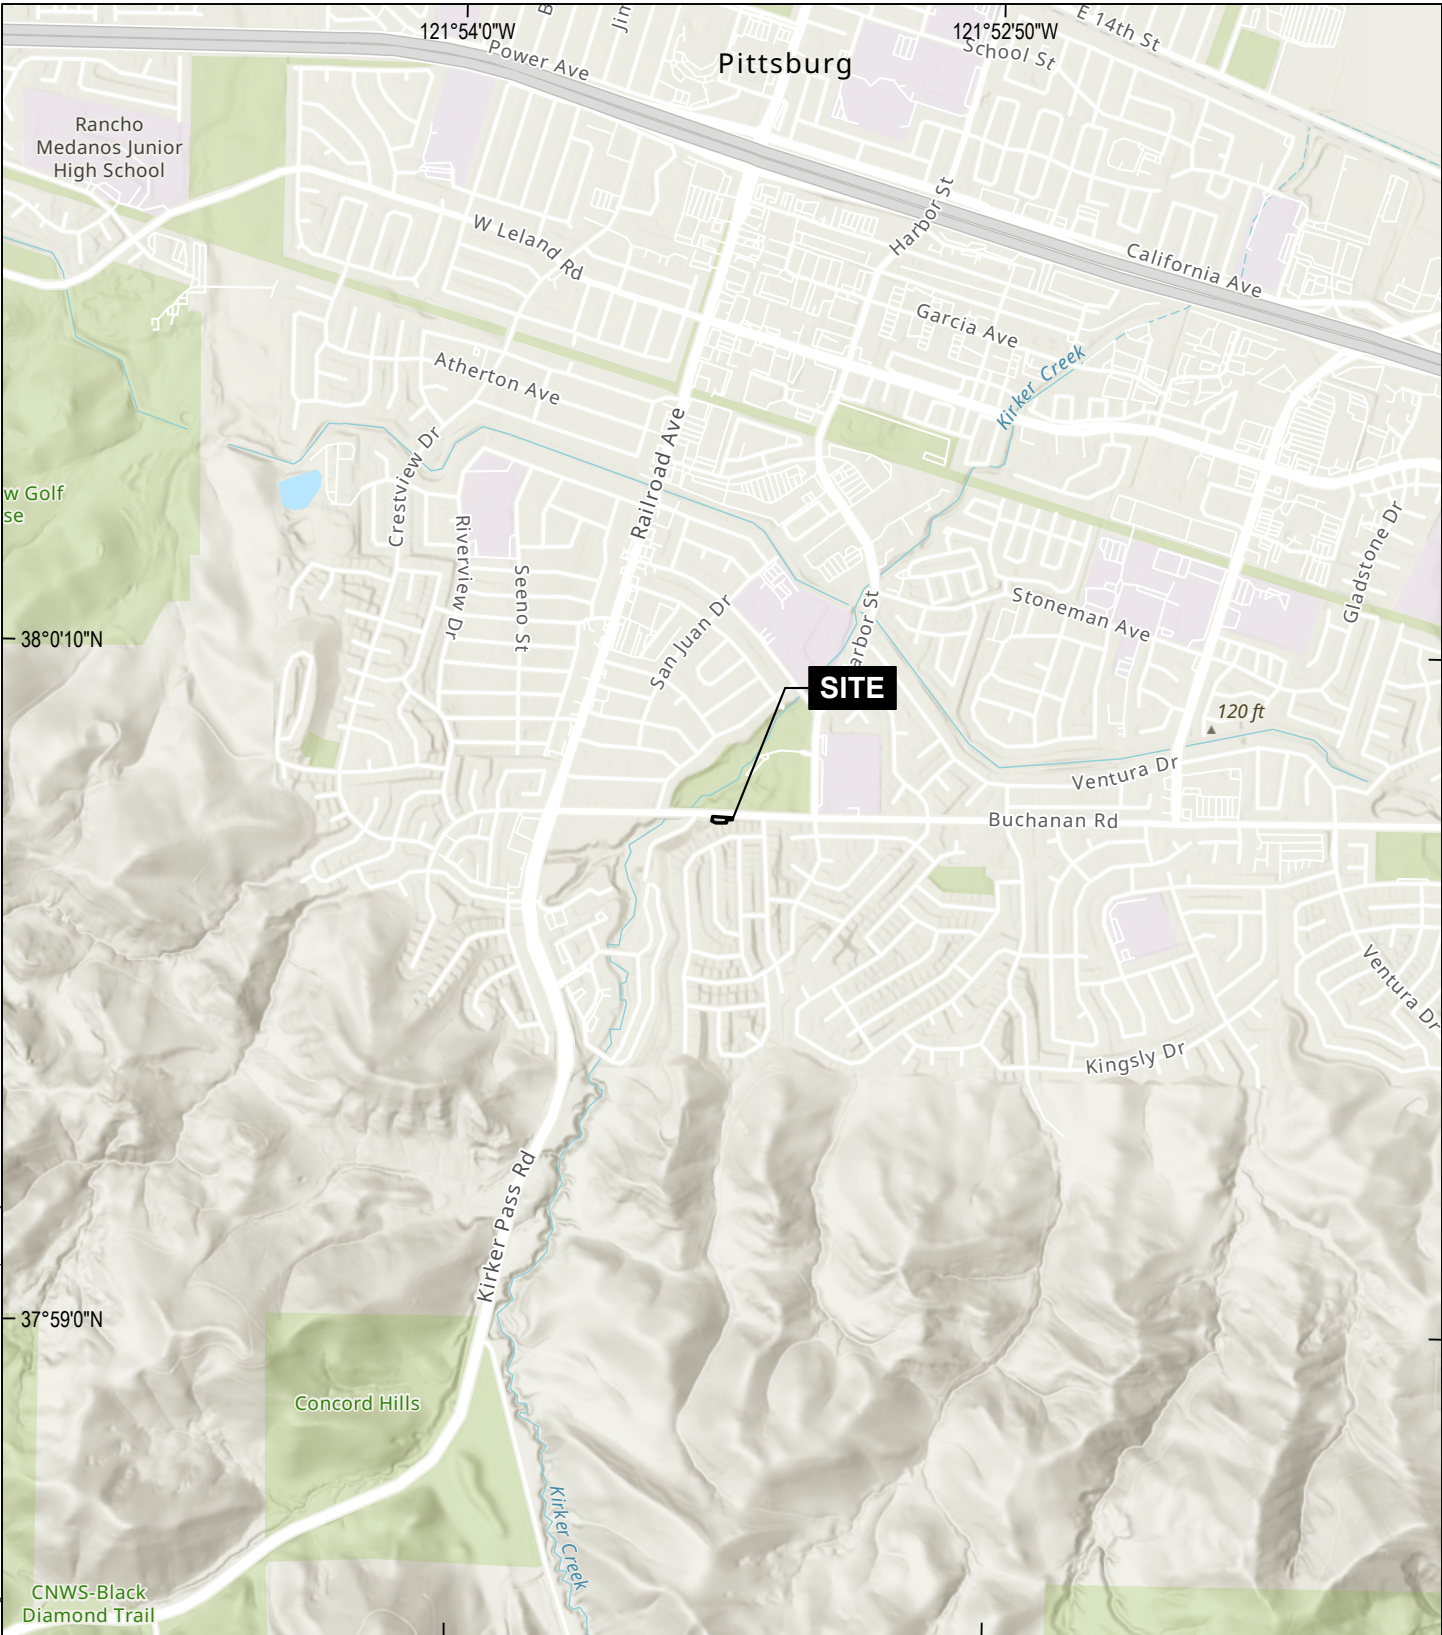 121°54'0"W
121°52'50"W
E 14th St
Power Ave
Pittsburg
School St
Rancho
Medanos Junior
High School
W Leland Rd
Harbor St
California Ave
Garcia Ave
Kirker Creek
Atherton Ave
Crestview Dr
Railroad Ave
w Golf
se
Riverview Dr
Seeno St
Gladstone Dr
Stoneman Ave
San Juan Dr
arbor St
38°0'10"N
SITE
120 ft
Ventura Dr
Buchanan Rd
Ventura Dr
Kingsly Dr
Kirker Pass Rd
37°59'0"N
Concord Hills
Kirker Creek
CNWS-Black
Diamond Trail